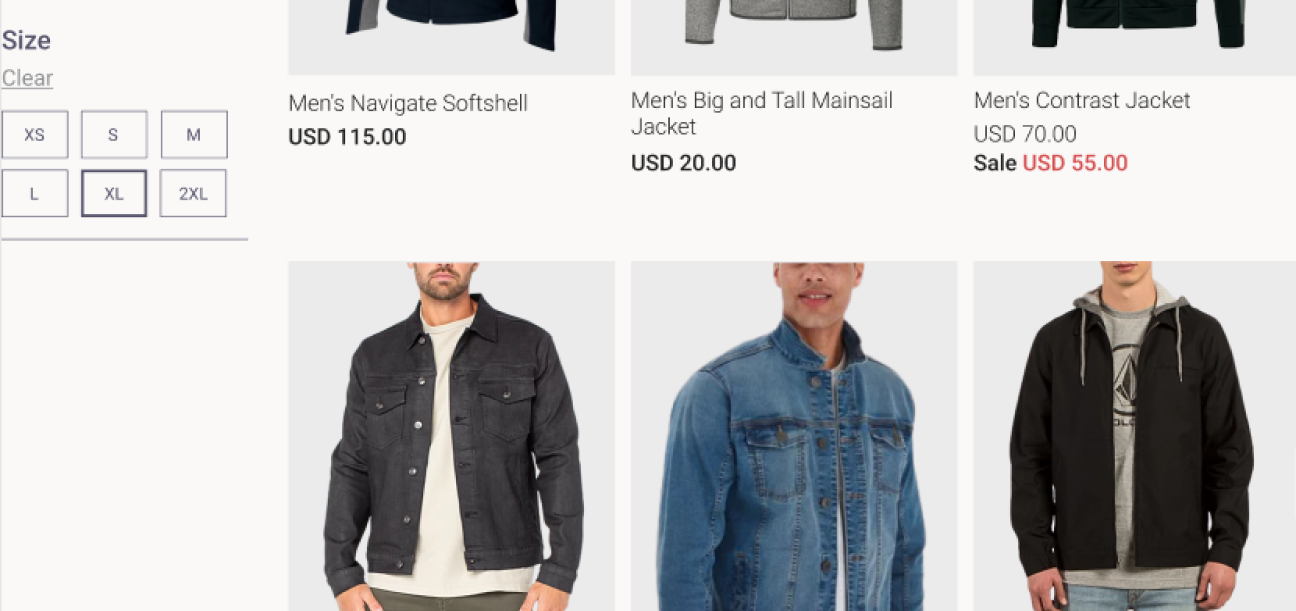 Size
Clear
XS
S
M
L
XL
2XL
Men's Navigate Softshell
USD 115.00
Men's Big and Tall Mainsail
Jacket
USD 20.00
Men's Contrast Jacket
USD 70.00
Sale USD 55.00